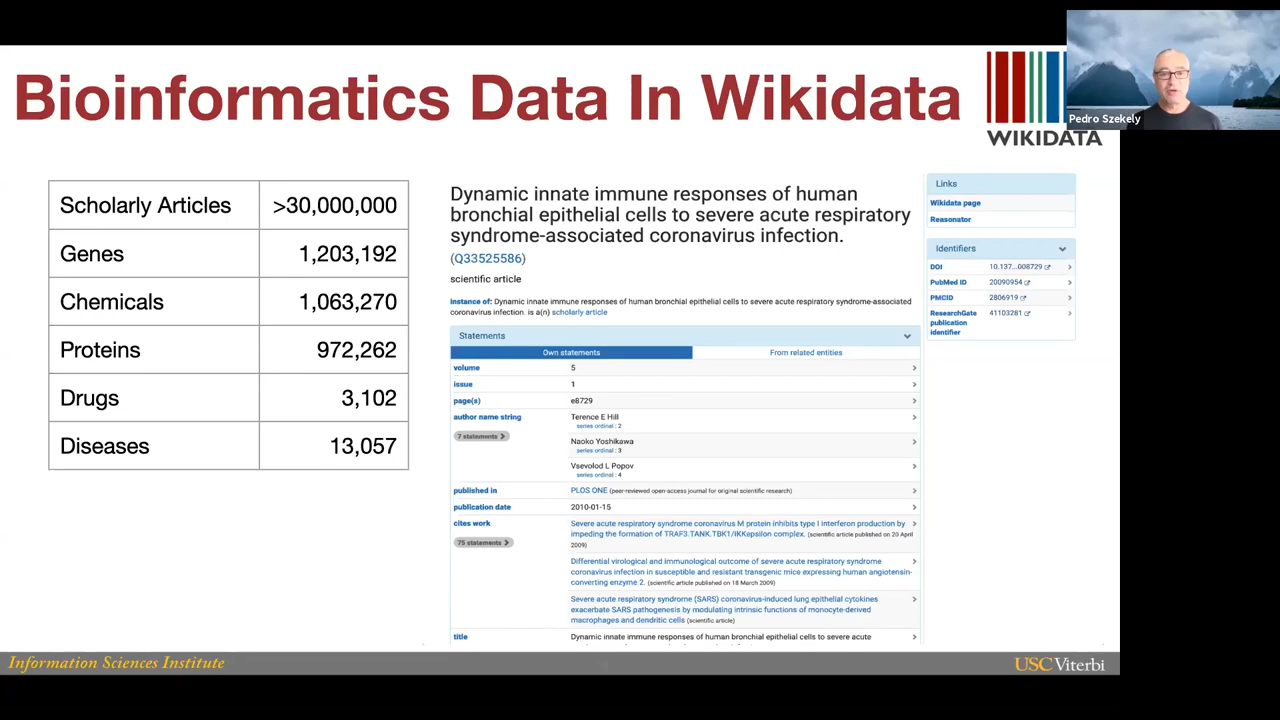 Bioinformatics Data In Wikidata
WIKIDATA
Pedro Szekely
Scholarly Articles >30,000,000
Genes 1,203,192
Chemicals 1,063,270
Proteins 972,262
Drugs 3,102
Diseases 13,057
Dynamic innate immune responses of human
bronchial epithelial cells to severe acute respiratory
syndrome-associated coronavirus infection.
(Q33525586)
scientific article
Instance of: Dynamic innate immune responses of human bronchial epithelial cells to severe acute respiratory syndrome-associated
coronavirus infection. is a(n) scholarly article
Statements
Own statements From related entities
volume 5
issue 1
page(s) e8729
author name string Terence E Hill
series ordinal : 2
7 statements
Naoko Yoshikawa
series ordinal : 3
Vsevolod L Popov
series ordinal : 4
published in PLOS ONE (peer-reviewed open-access journal for original scientific research)
publication date 2010-01-15
cites work Severe acute respiratory syndrome coronavirus M protein inhibits type I interferon production by
impeding the formation of TRAF3.TANK.TBK1/IKKepsilon complex. (scientific article published on 20 April
2009)
75 statements
Differential virological and immunological outcome of severe acute respiratory syndrome
coronavirus infection in susceptible and resistant transgenic mice expressing human angiotensin-
converting enzyme 2. (scientific article published on 18 March 2009)
Severe acute respiratory syndrome (SARS) coronavirus-induced lung epithelial cytokines
exacerbate SARS pathogenesis by modulating intrinsic functions of monocyte-derived
macrophages and dendritic cells (scientific article)
title Dynamic innate immune responses of human bronchial epithelial cells to severe acute
Links
Wikidata page
Reasonator
Identifiers
DOI 10.137...008729
PubMed ID 20090954
PMCID 2806919
ResearchGate 41103281
publication
identifier
Information Sciences Institute
USC Viterbi